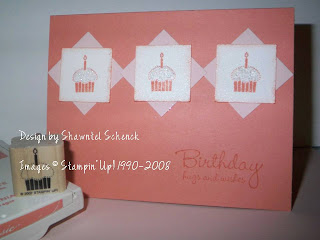 Design by Shawntel Schenck
Images © Stampin' Up! 1990-2008
Birthday
hugs and wishes